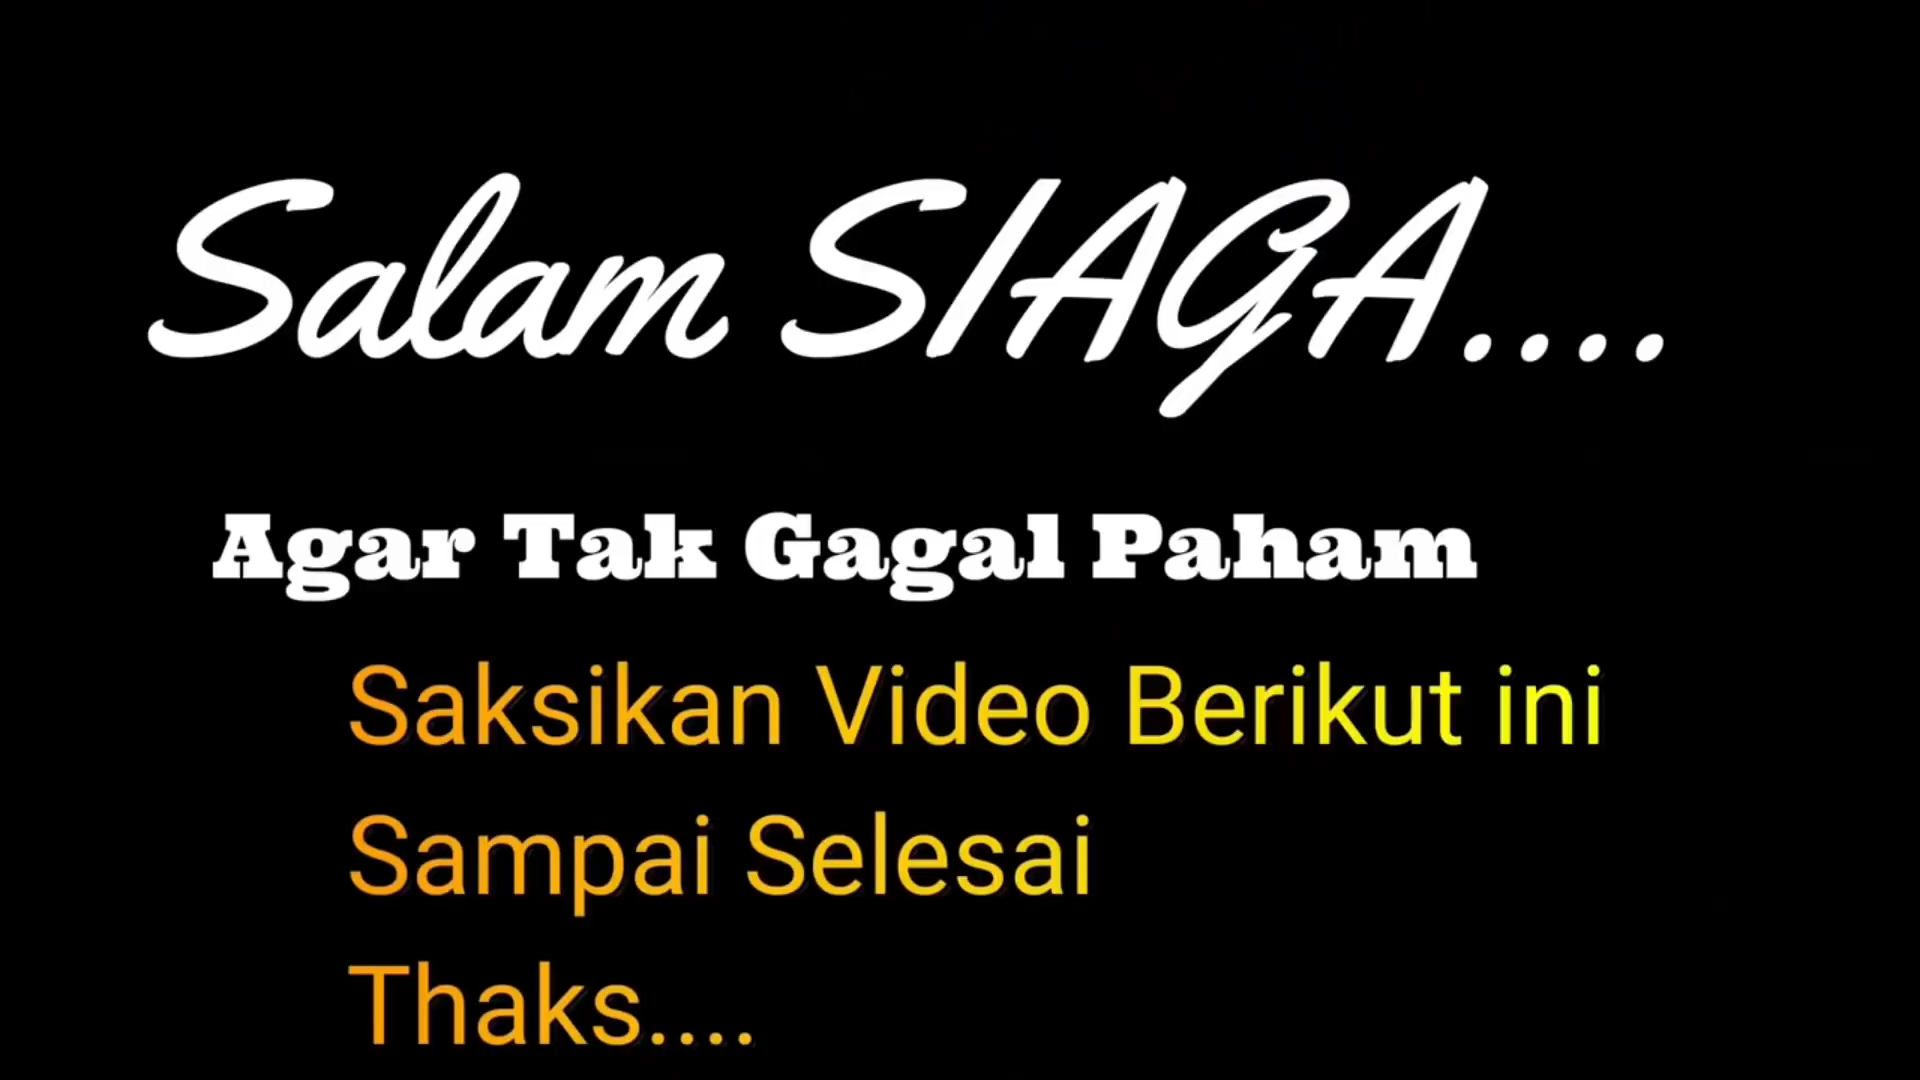 Salam SIAGA....
Agar Tak Gagal Paham
Saksikan Video Berikut ini
Sampai Selesai
Thaks....